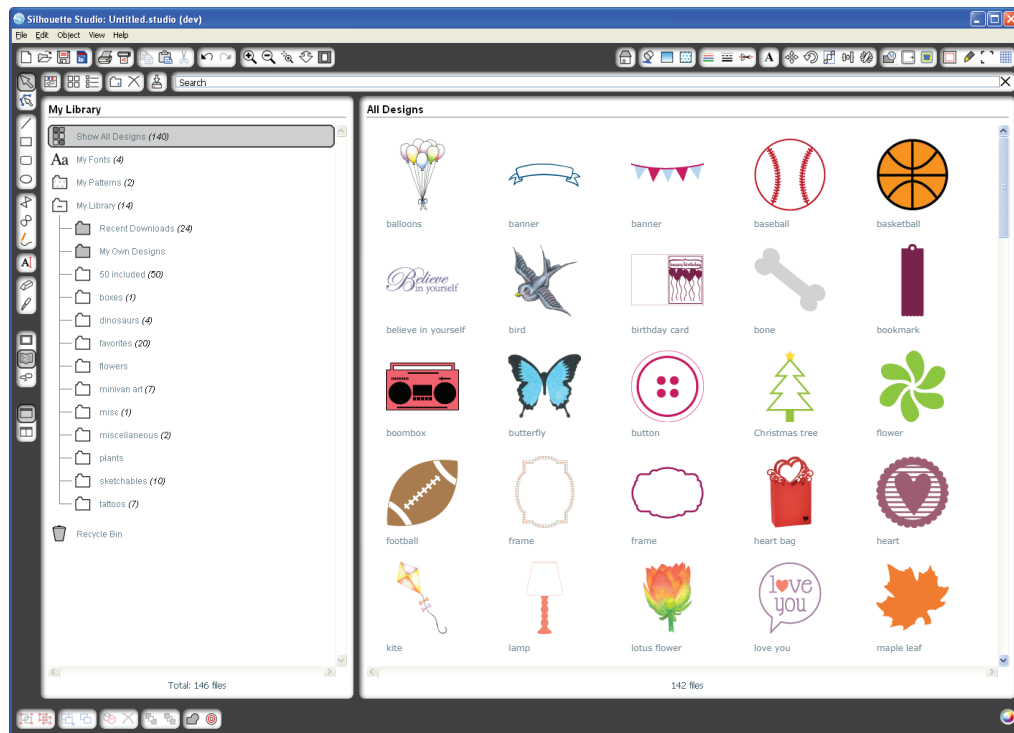 Silhouette Studio: Untitled.studio (dev)
File Edit Object View Help
A
Search
My Library
Show All Designs (140)
Aa My Fonts (4)
My Patterns (2)
My Library (14)
Recent Downloads (24)
My Own Designs
50 included (50)
boxes (1)
dinosaurs (4)
favorites (20)
flowers
minivan art (7)
misc (1)
miscellaneous (2)
plants
sketchables (10)
tattoos (7)
Recycle Bin
Total: 146 files
A
All Designs
balloons banner banner baseball basketball
Believe
in yourself
happy birthday
believe in yourself bird birthday card bone bookmark
boombox butterfly button Christmas tree flower
football frame frame heart bag heart
love
you
kite lamp lotus flower love you maple leaf
142 files